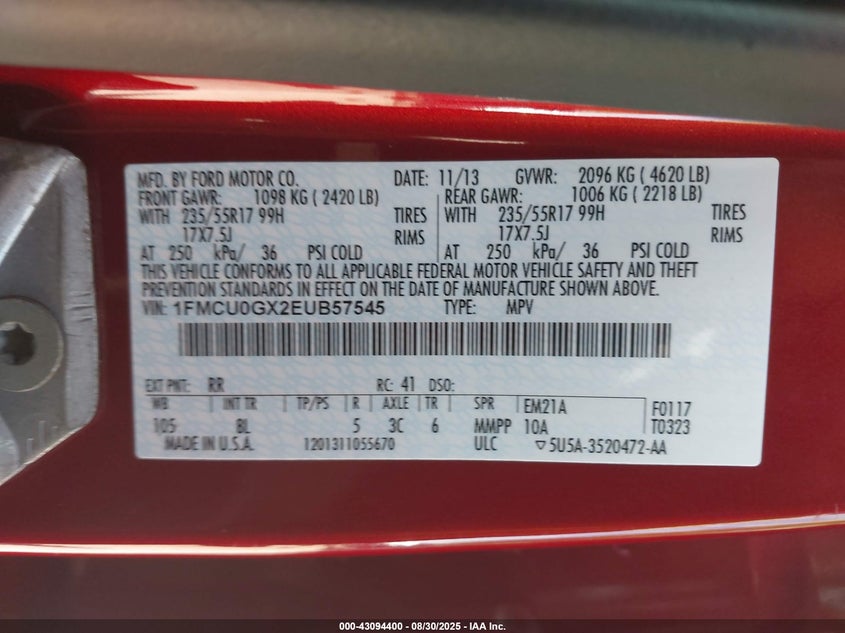 MFD. BY FORD MOTOR CO. DATE: 11/13 GVWR: 2096 KG ( 4620 LB)
FRONT GAWR: 1098 KG ( 2420 LB) REAR GAWR: 1006 KG ( 2218 LB)
WITH 235/55R17 99H TIRES WITH 235/55R17 99H TIRES
17X7.5J RIMS 17X7.5J RIMS
AT 250 kPa/ 36 PSI COLD AT 250 kPa/ 36 PSI COLD
THIS VEHICLE CONFORMS TO ALL APPLICABLE FEDERAL MOTOR VEHICLE SAFETY AND THEFT
PREVENTION STANDARDS IN EFFECT ON THE DATE OF MANUFACTURE SHOWN ABOVE.
VIN: 1FMCU0GX2EUB57545 TYPE: MPV
EXT PNT: RR RC: 41 DSO:
WB INT TR TP/PS R AXLE TR SPR EM21A F0117
105 8L 5 3C 6 MMPP 10A T0323
MADE IN U.S.A. 1201311055670 ULC ▽5U5A-3520472-AA
000-43094400 - 08/30/2025 - IAA Inc.